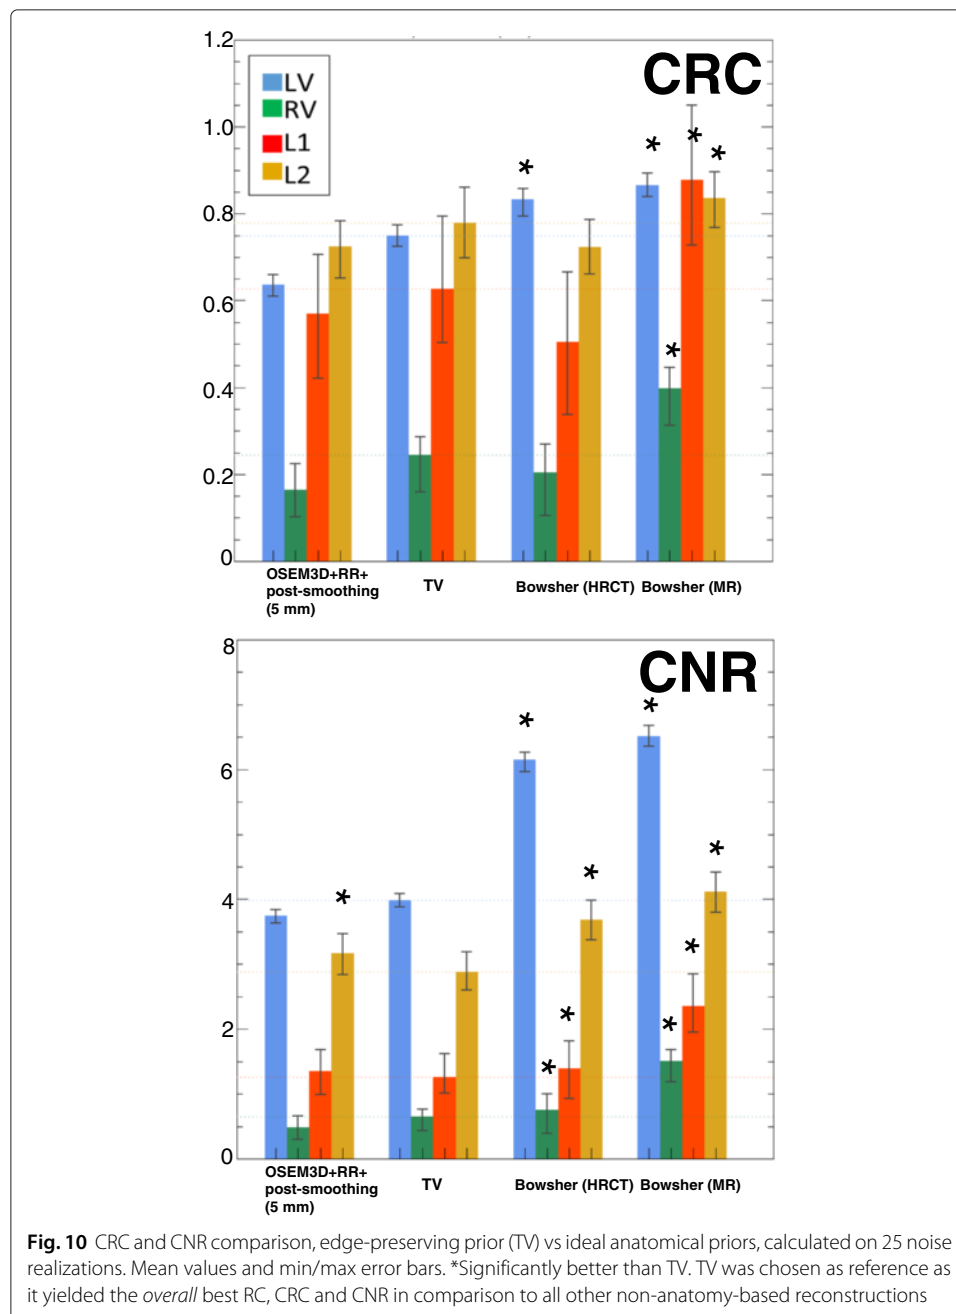 1.2
CRC
LV
RV
L1
L2
1.0
* * * *
0.8
0.6
*
0.4
0.2
0
OSEM3D+RR+
post-smoothing
(5 mm)
TV
Bowsher (HRCT)
Bowsher (MR)
8
CNR
* *
6
* * *
4
* *
2
* *
0
OSEM3D+RR+
post-smoothing
(5 mm)
TV
Bowsher (HRCT)
Bowsher (MR)
Fig. 10 CRC and CNR comparison, edge-preserving prior (TV) vs ideal anatomical priors, calculated on 25 noise
realizations. Mean values and min/max error bars. *Significantly better than TV. TV was chosen as reference as
it yielded the overall best RC, CRC and CNR in comparison to all other non-anatomy-based reconstructions